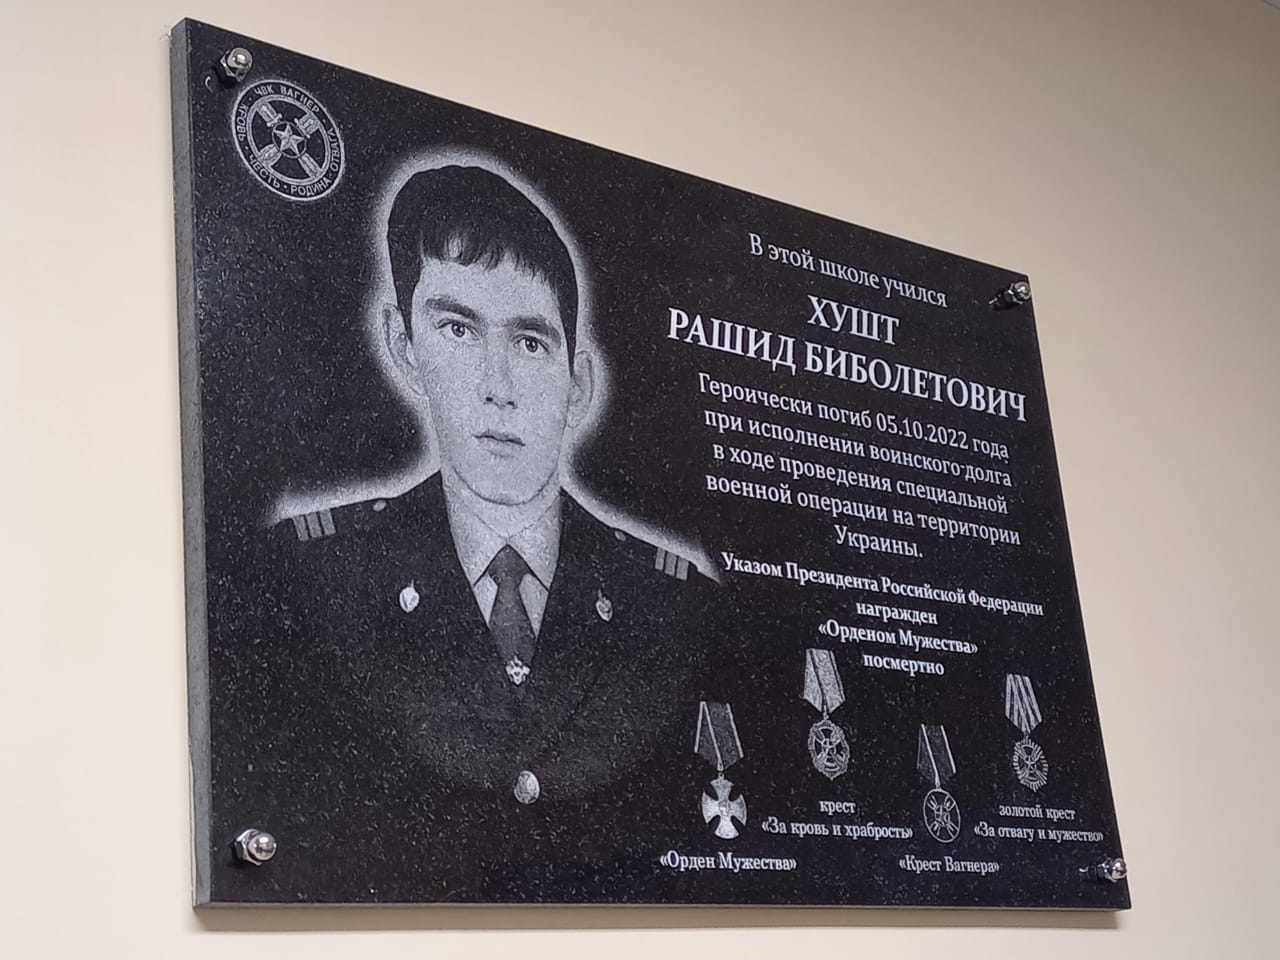 ЧВК ВАГНЕР · КРОВЬ · ЧЕСТЬ · РОДИНА · ОТВАГА
В этой школе учился
ХУШТ
РАШИД БИБОЛЕТОВИЧ
Героически погиб 05.10.2022 года
при исполнении воинского долга
в ходе проведения специальной
военной операции на территории
Украины.
Указом Президента Российской Федерации
награжден
«Орденом Мужества»
посмертно
«Орден Мужества»
крест
«За кровь и храбрость»
«Крест Вагнера»
золотой крест
«За отвагу и мужество»